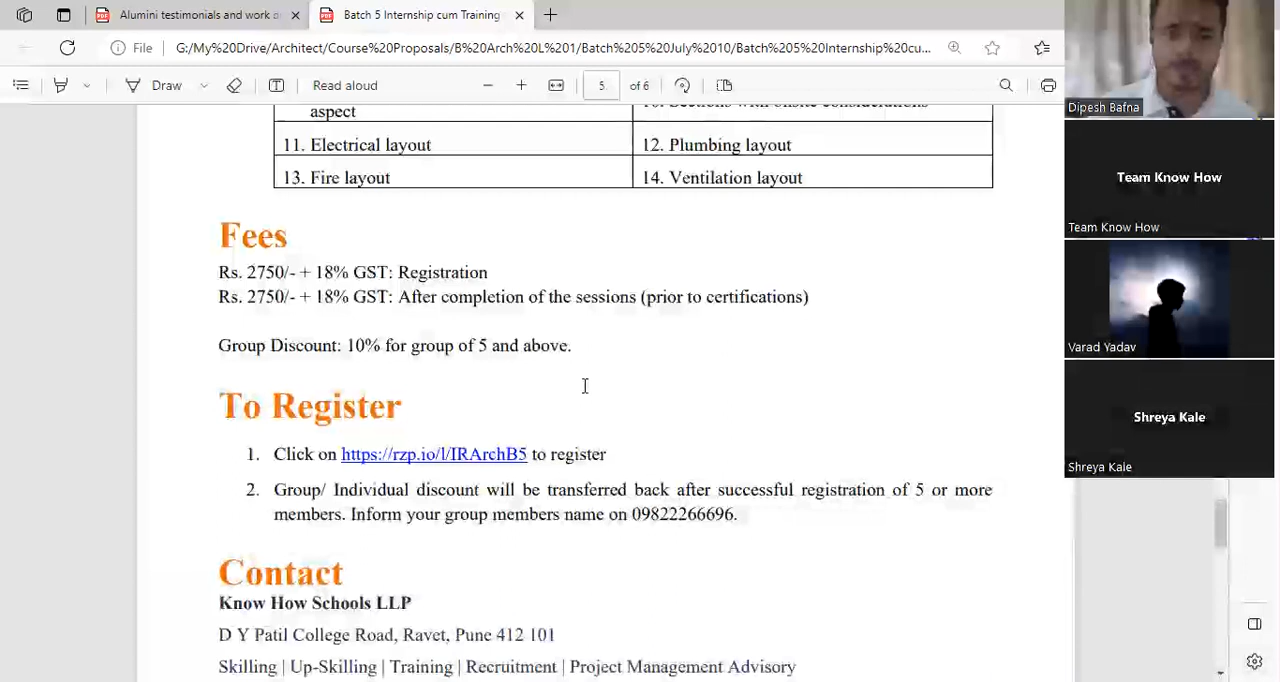 Alumini testimonials and work a
Batch 5 Internship cum Training
File
G:/My%20Drive/Architect/Course%20Proposals/B%20Arch%20L%201/Batch%205%20July%2010/Batch%205%20Internship%20cu...
Draw
Read aloud
5
of 6
aspect
10. Sections with onsite considerations
11. Electrical layout
12. Plumbing layout
13. Fire layout
14. Ventilation layout
Fees
Rs. 2750/- + 18% GST: Registration
Rs. 2750/- + 18% GST: After completion of the sessions (prior to certifications)
Group Discount: 10% for group of 5 and above.
To Register
1. Click on https://rzp.io/l/IRArchB5 to register
2. Group/ Individual discount will be transferred back after successful registration of 5 or more
members. Inform your group members name on 09822266696.
Contact
Know How Schools LLP
D Y Patil College Road, Ravet, Pune 412 101
Skilling | Up-Skilling | Training | Recruitment | Project Management Advisory
Dipesh Bafna
Team Know How
Team Know How
Varad Yadav
Shreya Kale
Shreya Kale